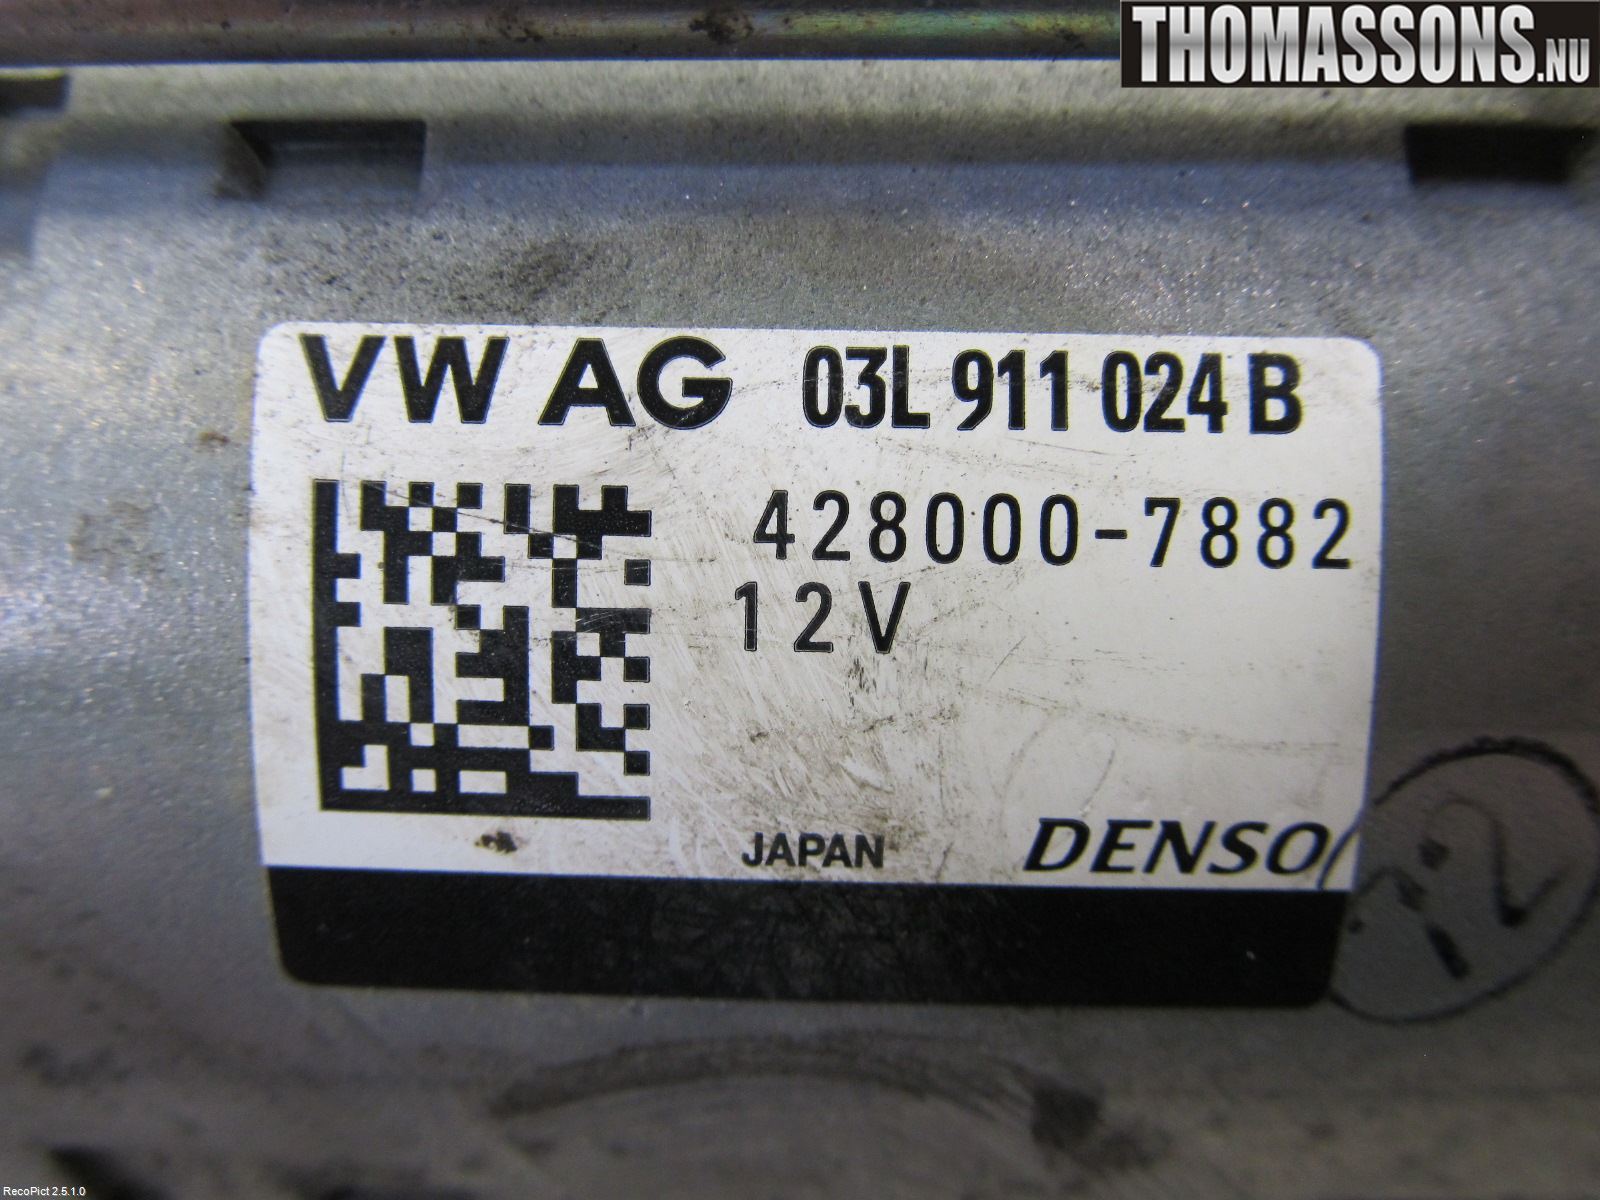 THOMASSONS.NU
VW AG 03L 911 024 B
428000-7882
12V
JAPAN DENSO
RecoPict 2.5.1.0